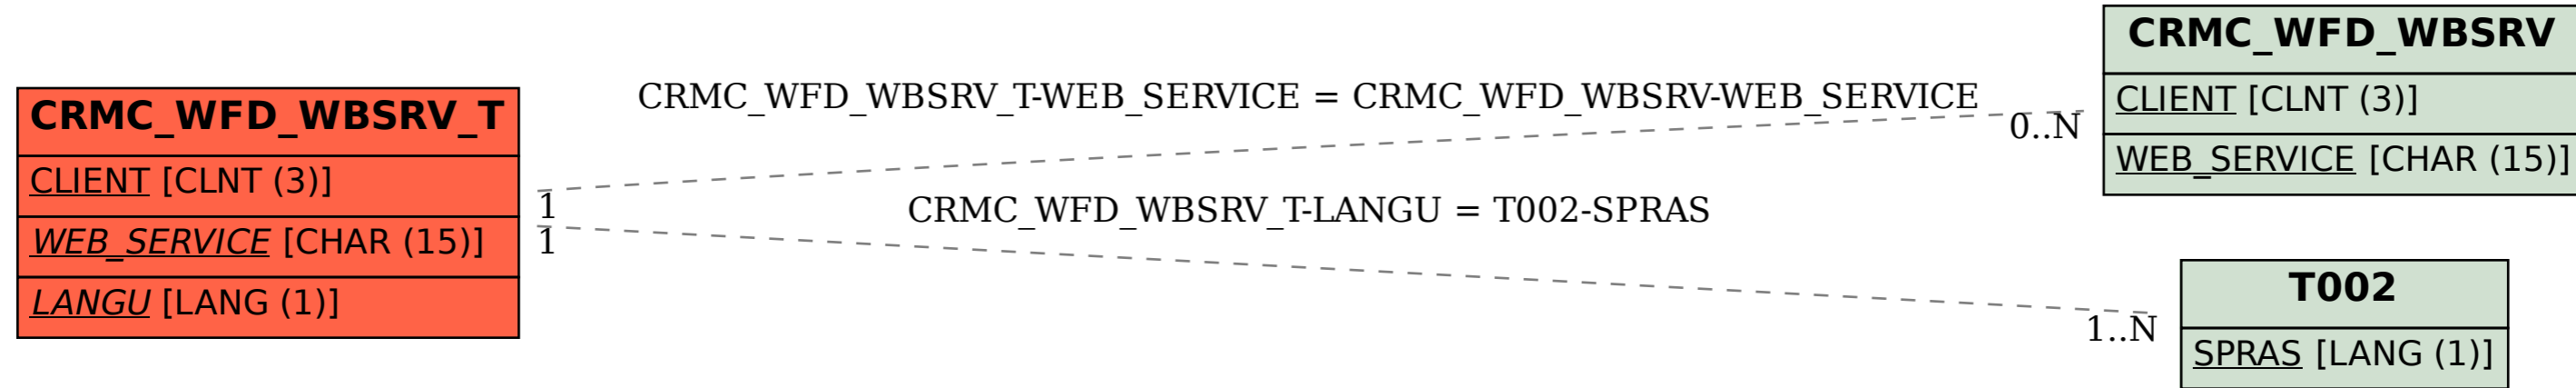 CRMC_WFD_WBSRV_T
CLIENT [CLNT (3)]
WEB_SERVICE [CHAR (15)]
LANGU [LANG (1)]
CRMC_WFD_WBSRV_T-WEB_SERVICE = CRMC_WFD_WBSRV-WEB_SERVICE
0..N
1
CRMC_WFD_WBSRV_T-LANGU = T002-SPRAS
1
1..N
CRMC_WFD_WBSRV
CLIENT [CLNT (3)]
WEB_SERVICE [CHAR (15)]
T002
SPRAS [LANG (1)]